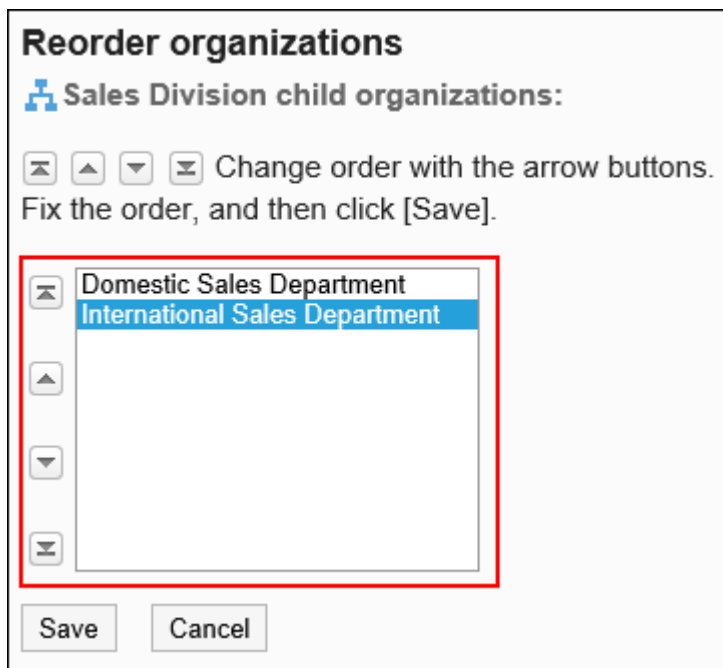 Reorder organizations
Sales Division child organizations:
Change order with the arrow buttons.
Fix the order, and then click [Save].
Domestic Sales Department
International Sales Department
Save
Cancel